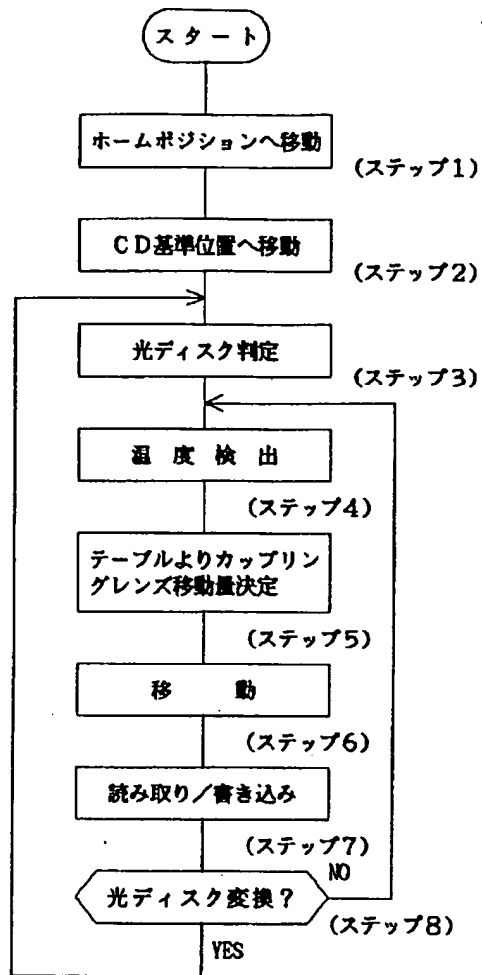 スタート
ホームポジションへ移動
(ステップ1)
CD基準位置へ移動
(ステップ2)
光ディスク判定
(ステップ3)
温度検出
(ステップ4)
テーブルよりカップリン
グレンズ移動量決定
(ステップ5)
移動
(ステップ6)
読み取り/書き込み
(ステップ7)
光ディスク変換?
NO
(ステップ8)
YES